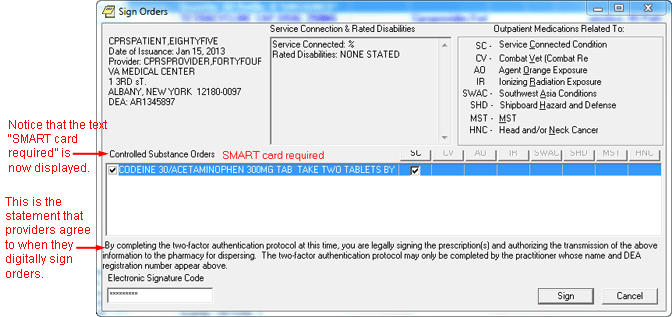 Sign Orders
CPRSPATIENT,EIGHTYFIVE
Date of Issuance: Jan 15, 2013
Provider: CPRSPROVIDER,FORTYFOUF
VA MEDICAL CENTER
1 3RD sT.
ALBANY, NEW YORK 12180-0097
DEA: AR1345897
Service Connection & Rated Disabilities
Service Connected: %
Rated Disabilities: NONE STATED
Outpatient Medications Related To:
SC - Service Connected Condition
CV - Combat Vet (Combat Re
AO - Agent Orange Exposure
IR - Ionizing Radiation Exposure
SWAC - Southwest Asia Conditions
SHD - Shipboard Hazard and Defense
MST - MST
HNC - Head and/or Neck Cancer
Notice that the text
"SMART card
required" is
now displayed.
Controlled Substance Orders SMART card required
SC CV AO IR SWAC SHD MST HNC
CODEINE 30/ACETAMINOPHEN 300MG TAB TAKE TWO TABLETS BY
This is the
statement that
providers agree
to when they
digitally sign
orders.
By completing the two-factor authentication protocol at this time, you are legally signing the prescription(s) and authorizing the transmission of the above
information to the pharmacy for dispersing. The two-factor authentication protocol may only be completed by the practitioner whose name and DEA
registration number appear above.
Electronic Signature Code
*********
Sign
Cancel